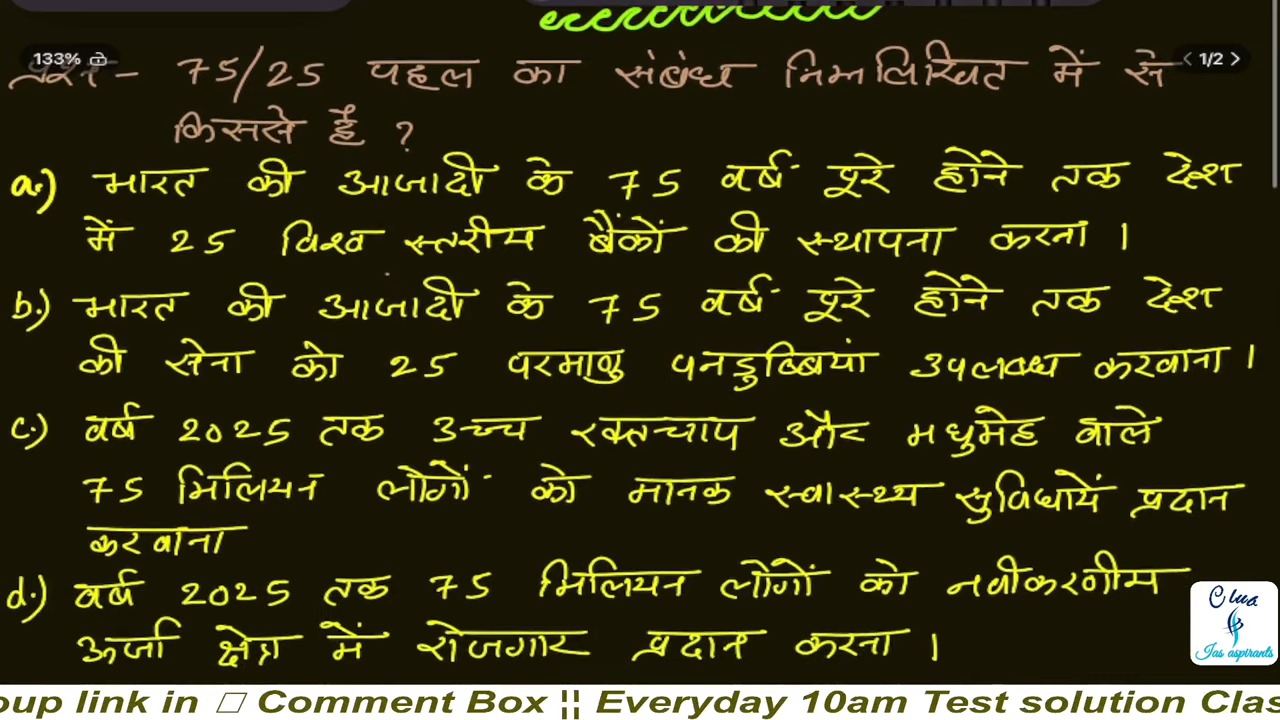 133%
1/2
प्रश्न - 75/25 पहल का संबंध निम्नलिखित में से
किससे है ?
a.) भारत की आजादी के 75 वर्ष पूरे होने तक देश
में 25 विश्व स्तरीय बैंकों की स्थापना करना ।
b.) भारत की आजादी के 75 वर्ष पूरे होने तक देश
की सेना को 25 परमाणु पनडुब्बियां उपलब्ध करवाना ।
c.) वर्ष 2025 तक उच्च रक्तचाप और मधुमेह वाले
75 मिलियन लोगों को मानक स्वास्थ्य सुविधायें प्रदान
करवाना
d.) वर्ष 2025 तक 75 मिलियन लोगों को नवीकरणीय
ऊर्जा क्षेत्र में रोजगार प्रदान करना ।
Clua
Jas aspirants
oup link in □ Comment Box ¦¦ Everyday 10am Test solution Clas